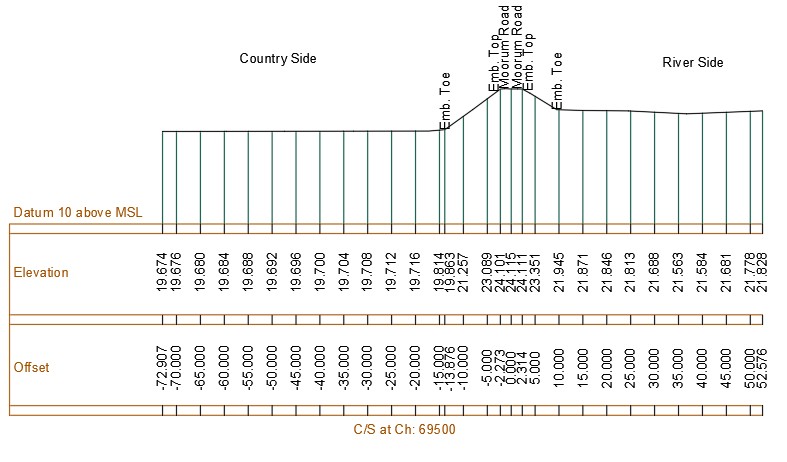 Country Side
River Side
Emb. Toe
Emb. Top
Moorum Road
Moorum Road
Emb. Top
Emb. Toe
Datum 10 above MSL
Elevation
19.674 19.676 19.680 19.684 19.688 19.692 19.696 19.700 19.704 19.708 19.712 19.716 19.814 19.863 21.257 23.089 24.101 24.115 24.111 23.351 21.945 21.871 21.846 21.813 21.688 21.563 21.584 21.681 21.778 21.828
Offset
-72.907 -70.000 -65.000 -60.000 -55.000 -50.000 -45.000 -40.000 -35.000 -30.000 -25.000 -20.000 -15.000 -13.876 -10.000 -5.000 -2.273 0.000 2.314 5.000 10.000 15.000 20.000 25.000 30.000 35.000 40.000 45.000 50.000 52.576
C/S at Ch: 69500